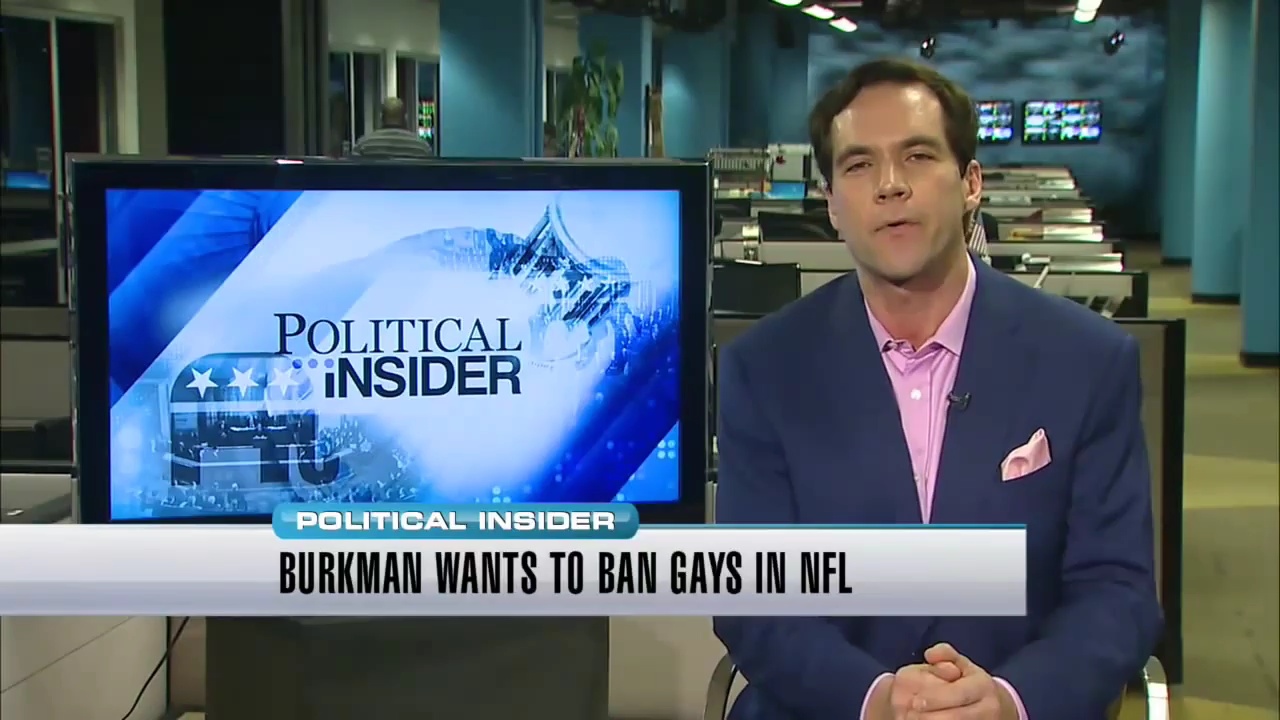 POLITICAL
iNSIDER
POLITICAL INSIDER
BURKMAN WANTS TO BAN GAYS IN NFL